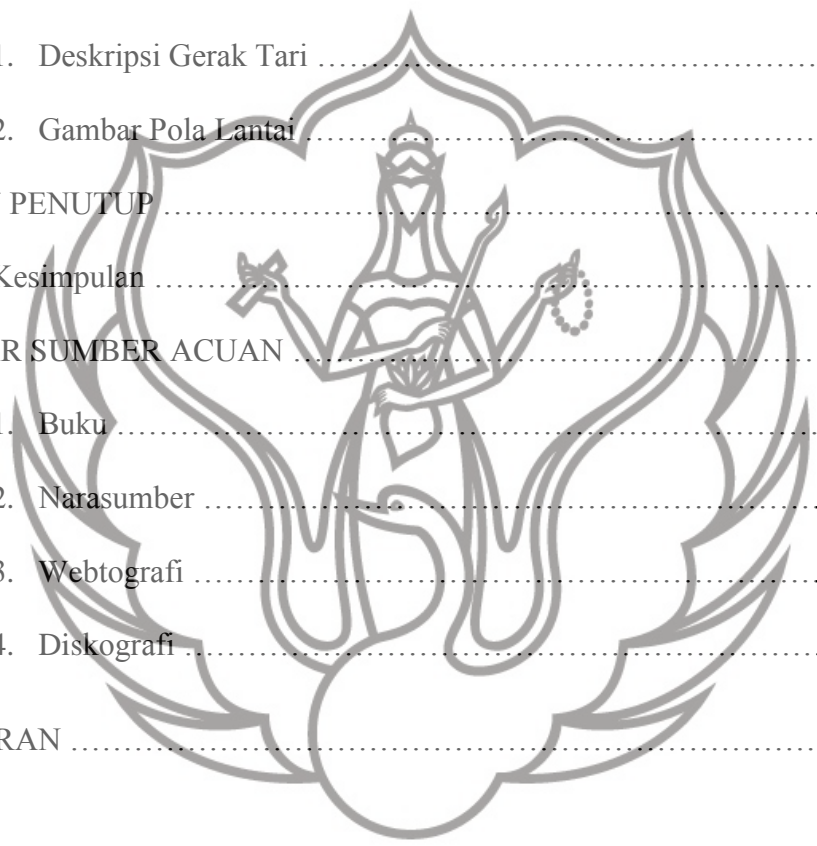 1. Deskripsi Gerak Tari ……………………………………………………
2. Gambar Pola Lantai ……………………………………………………
PENUTUP ……………………………………………………
Kesimpulan ……………………………………………………
R SUMBER ACUAN ……………………………………………………
1. Buku ……………………………………………………
2. Narasumber ……………………………………………………
3. Webtografi ……………………………………………………
4. Diskografi ……………………………………………………
RAN ……………………………………………………